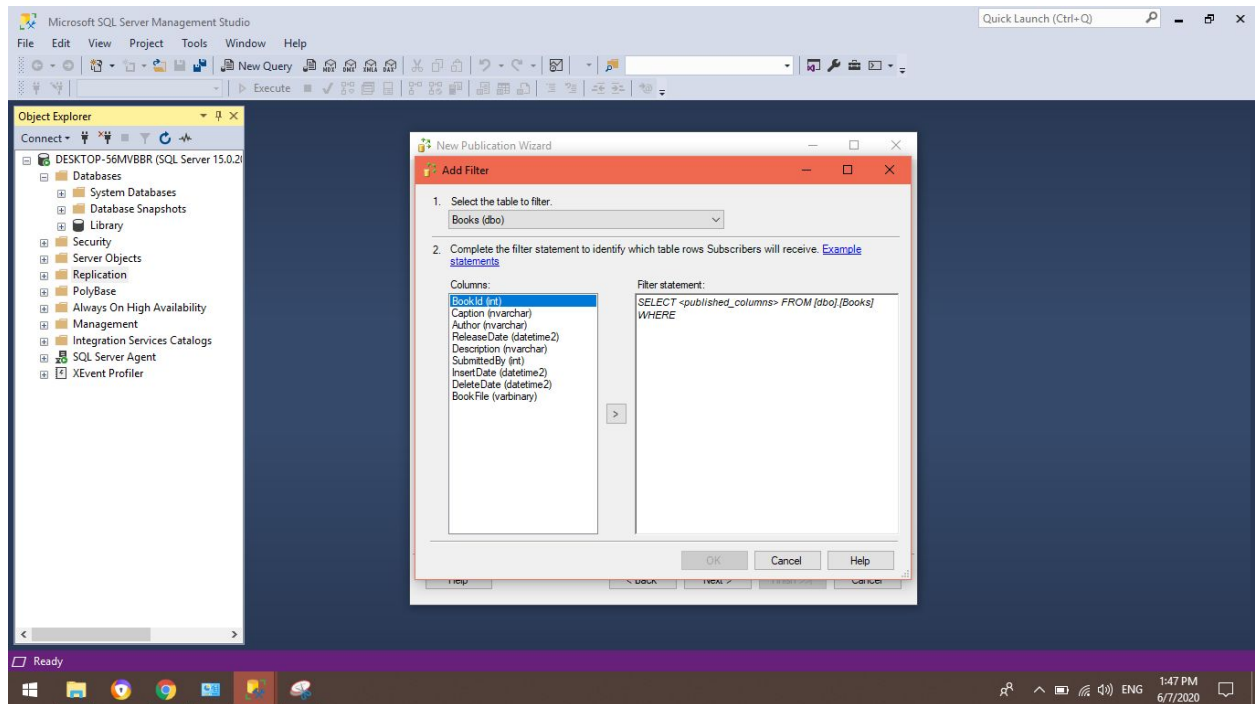 Microsoft SQL Server Management Studio
Quick Launch (Ctrl+Q)
File Edit View Project Tools Window Help
New Query
Execute
Object Explorer
Connect
DESKTOP-56MVBBR (SQL Server 15.0.20
Databases
System Databases
Database Snapshots
Library
Security
Server Objects
Replication
PolyBase
Always On High Availability
Management
Integration Services Catalogs
SQL Server Agent
XEvent Profiler
New Publication Wizard
Add Filter
1. Select the table to filter.
Books (dbo)
2. Complete the filter statement to identify which table rows Subscribers will receive. Example
statements
Columns:
BookId (int)
Caption (nvarchar)
Author (nvarchar)
ReleaseDate (datetime2)
Description (nvarchar)
SubmittedBy (int)
InsertDate (datetime2)
DeleteDate (datetime2)
BookFile (varbinary)
>
Filter statement:
SELECT <published_columns> FROM [dbo].[Books]
WHERE
OK Cancel Help
Help < Back Next > Cancel
Ready
ENG
1:47 PM
6/7/2020